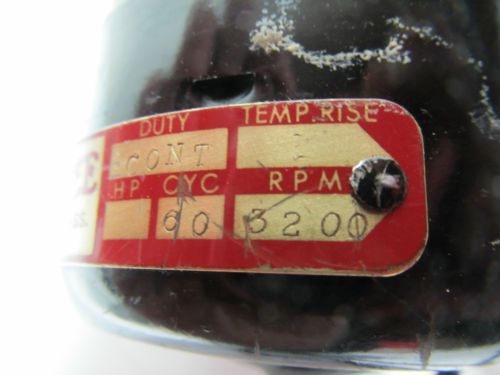 DUTY TEMP. RISE
CONT
HP CYC RPM
60 3200